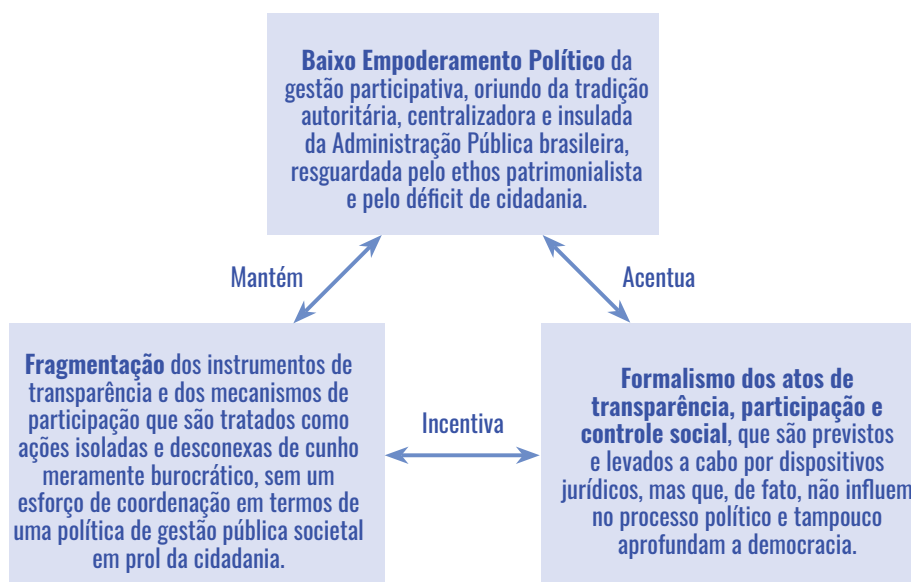 Baixo Empoderamento Político da
gestão participativa, oriundo da tradição
autoritária, centralizadora e insulada
da Administração Pública brasileira,
resguardada pelo ethos patrimonialista
e pelo déficit de cidadania.
Mantém
Acentua
Fragmentação dos instrumentos de
transparência e dos mecanismos de
participação que são tratados como
ações isoladas e desconexas de cunho
meramente burocrático, sem um
esforço de coordenação em termos de
uma política de gestão pública societal
em prol da cidadania.
Incentiva
Formalismo dos atos de
transparência, participação e
controle social, que são previstos
e levados a cabo por dispositivos
jurídicos, mas que, de fato, não influem
no processo político e tampouco
aprofundam a democracia.